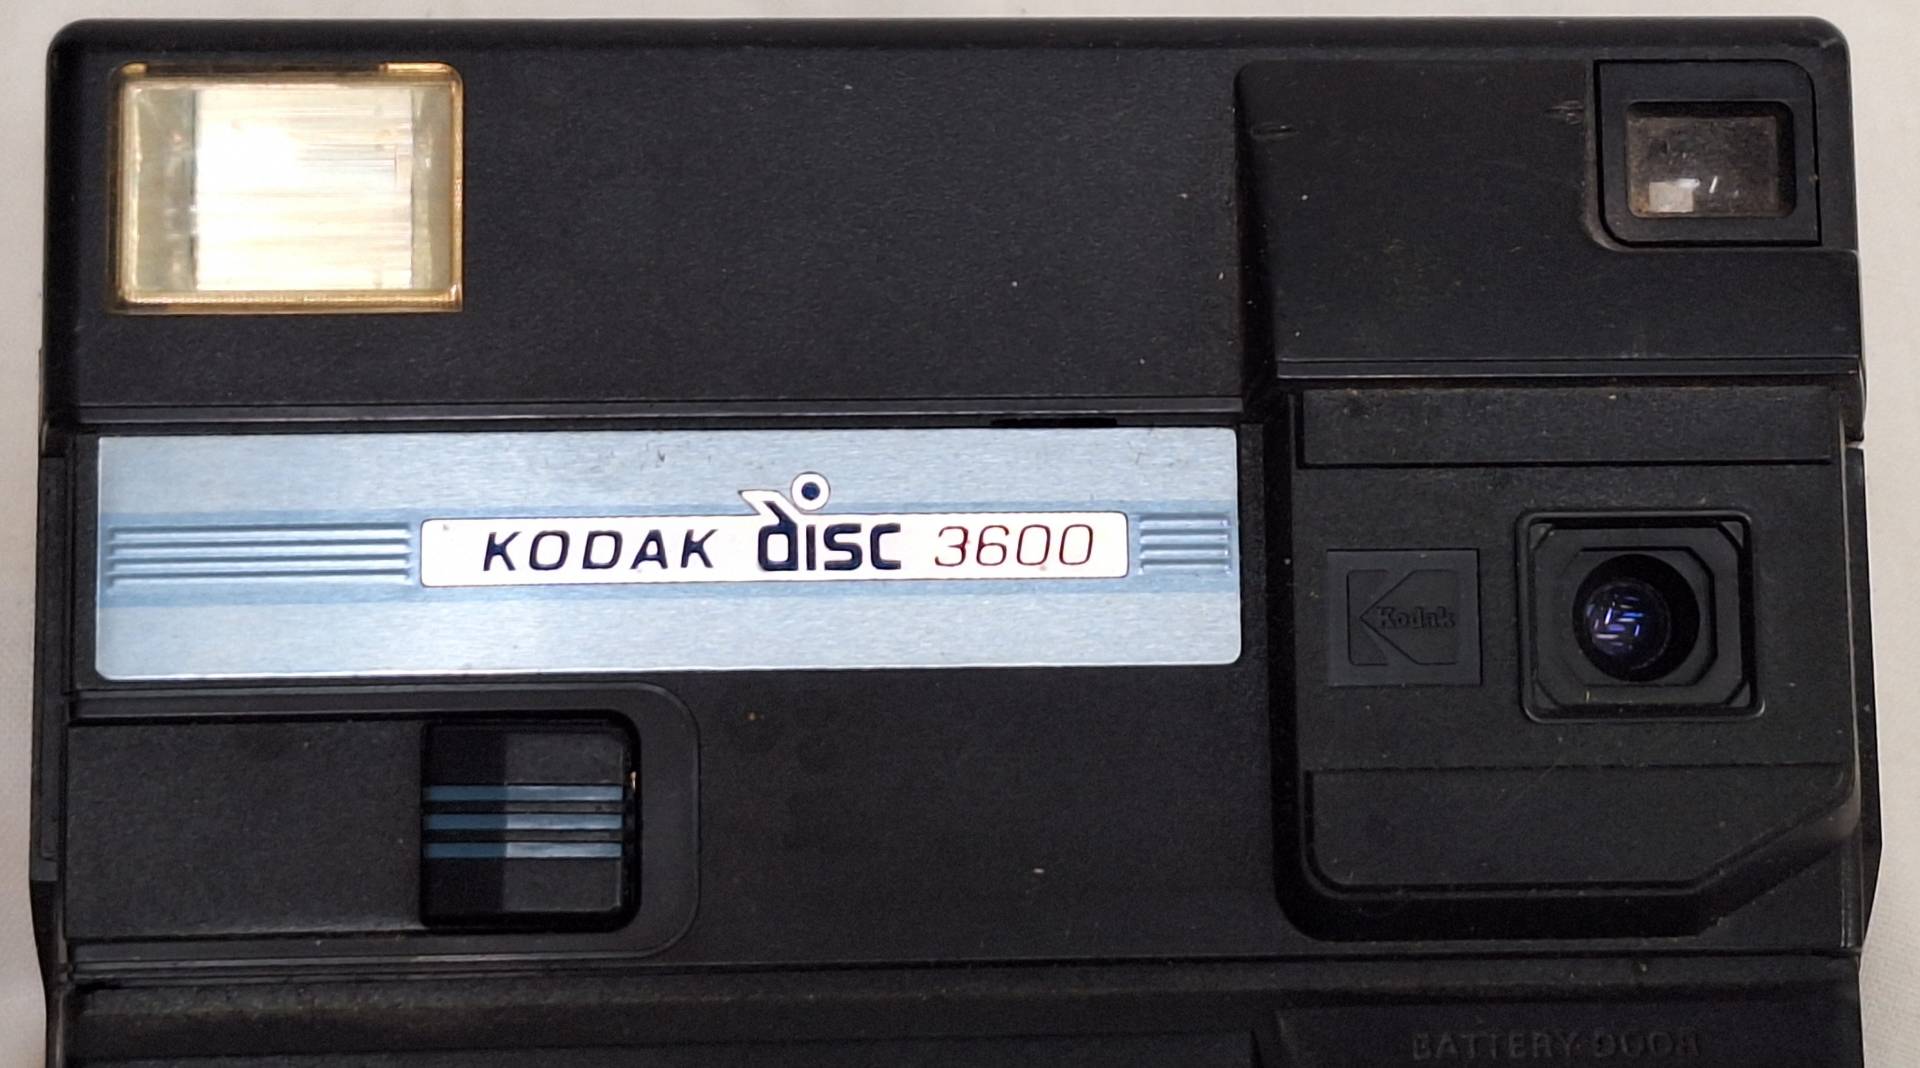 KODAK disc 3600
Kodak
BATTERY DOOR